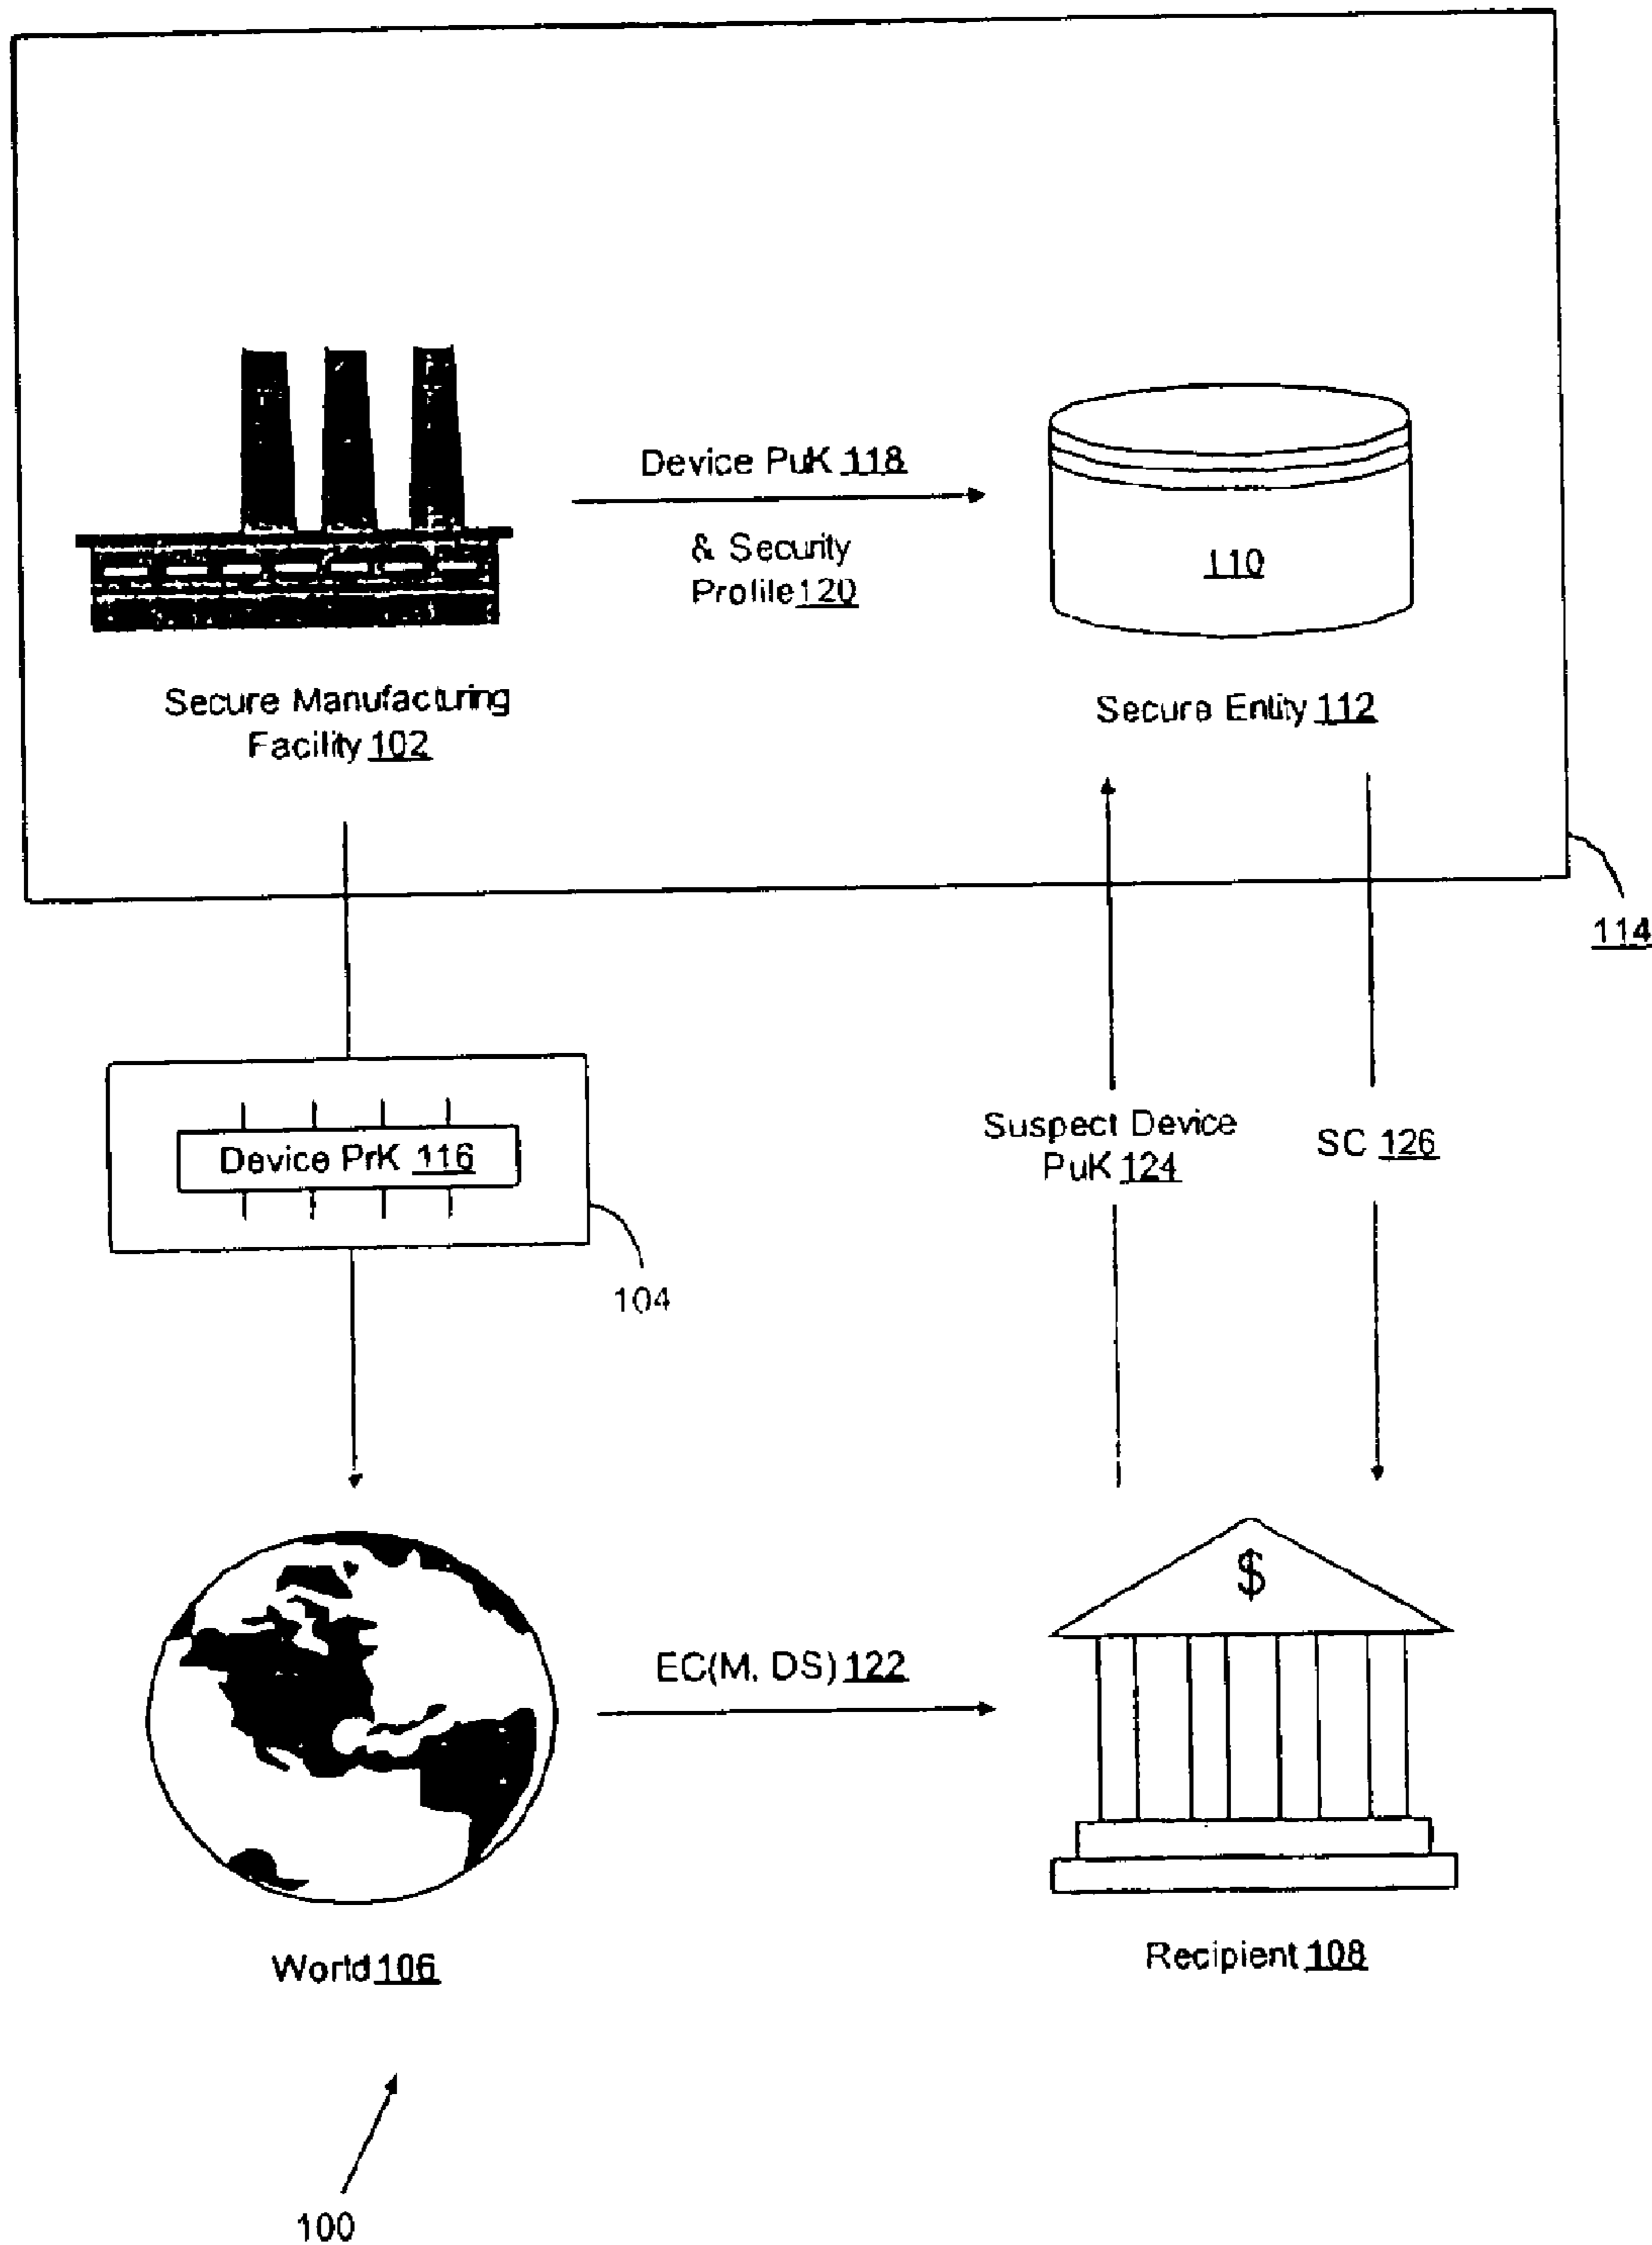 Device PuK 118
& Security
Profile 120
110
Secure Manufacturing
Facility 102
Secure Entity 112
114
Device PrK 116
104
Suspect Device
PuK 124
SC 126
$
EC(M, DS) 122
World 106
Recipient 108
100